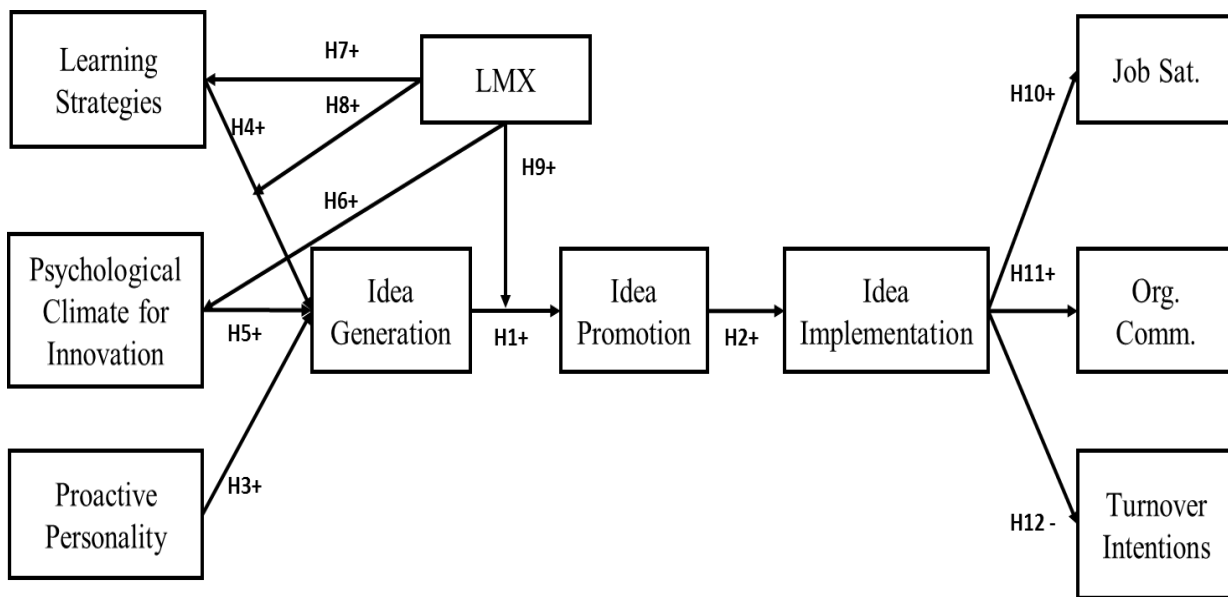 Learning
Strategies
H7+
LMX
H8+
H4+
H9+
H6+
Job Sat.
H10+
Psychological
Climate for
Innovation
H5+
Idea
Generation
H1+
Idea
Promotion
H2+
Idea
Implementation
H11+
Org.
Comm.
Proactive
Personality
H3+
H12 -
Turnover
Intentions